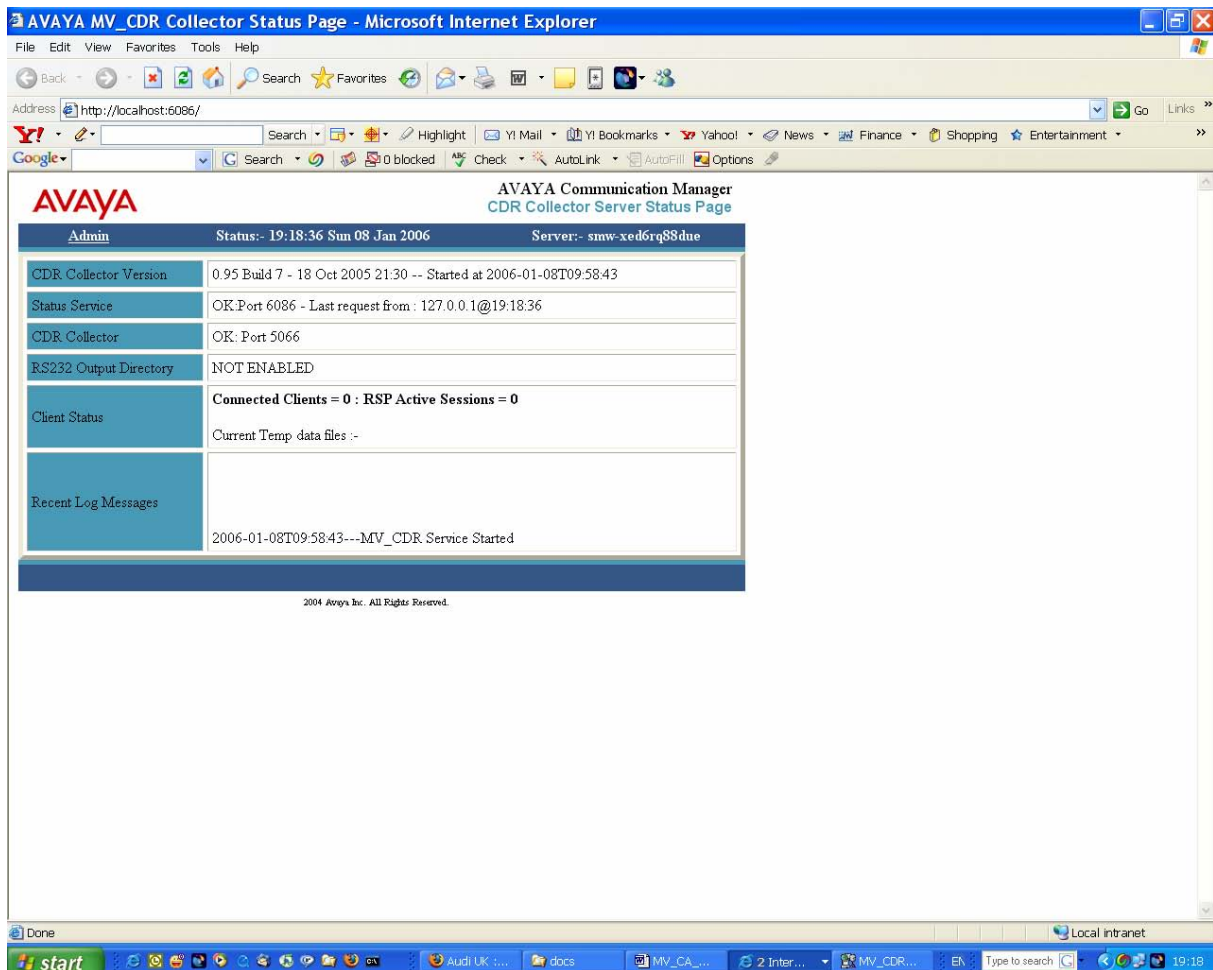 AVAYA MV_CDR Collector Status Page - Microsoft Internet Explorer
File Edit View Favorites Tools Help
Back Search Favorites
Address http://localhost:6086/ Go Links »
Y! Search Highlight Y! Mail Y! Bookmarks Yahoo! News Finance Shopping Entertainment »
Google Search 0 blocked Check AutoLink AutoFill Options
AVAYA
AVAYA Communication Manager
CDR Collector Server Status Page
Admin Status:- 19:18:36 Sun 08 Jan 2006 Server:- smw-xed6rq88due
CDR Collector Version 0.95 Build 7 - 18 Oct 2005 21:30 -- Started at 2006-01-08T09:58:43
Status Service OK:Port 6086 - Last request from : 127.0.0.1@19:18:36
CDR Collector OK: Port 5066
RS232 Output Directory NOT ENABLED
Client Status
Connected Clients = 0 : RSP Active Sessions = 0
Current Temp data files :-
Recent Log Messages
2006-01-08T09:58:43---MV_CDR Service Started
2004 Avaya Inc. All Rights Reserved.
Done Local intranet
start Audi UK :... docs MV_CA_... 2 Inter... MV_CDR... EN Type to search 19:18